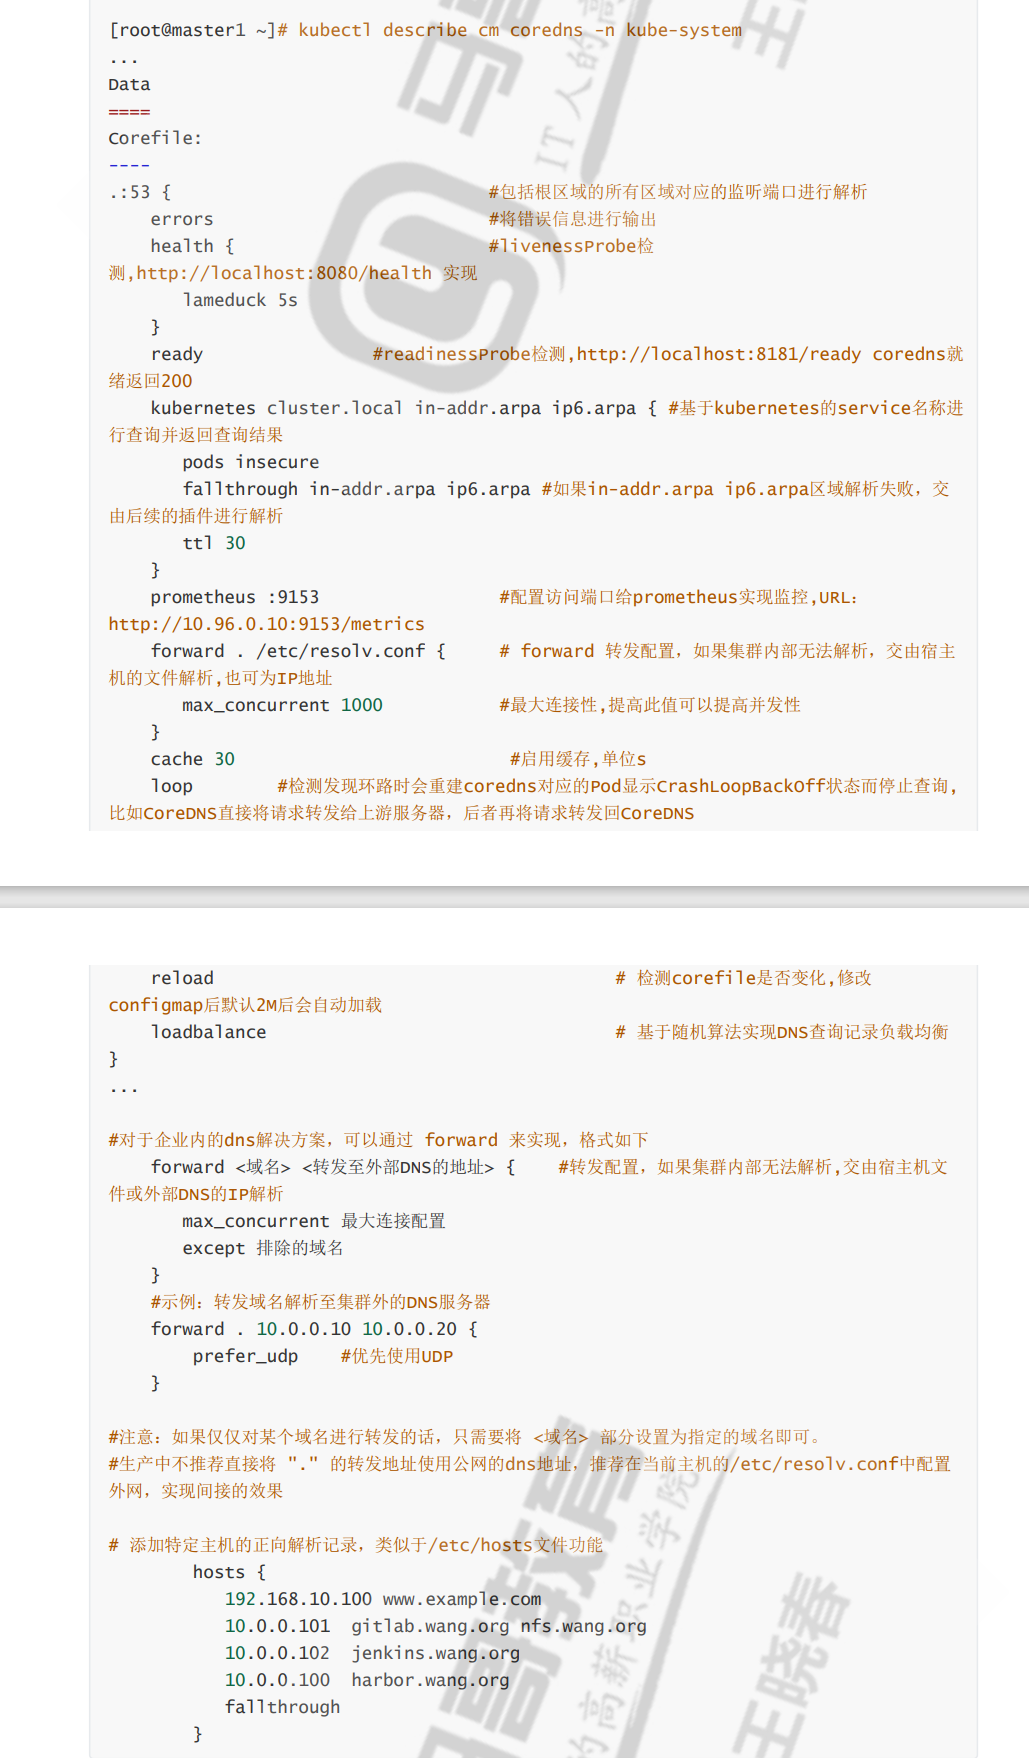 [root@master1 ~]# kubectl describe cm coredns -n kube-system
...
Data
====
Corefile:
----
.:53 { #包括根区域的所有区域对应的监听端口进行解析
errors #将错误信息进行输出
health { #livenessProbe检
测,http://localhost:8080/health 实现
lameduck 5s
}
ready #readinessProbe检测,http://localhost:8181/ready coredns就
绪返回200
kubernetes cluster.local in-addr.arpa ip6.arpa { #基于kubernetes的service名称进
行查询并返回查询结果
pods insecure
fallthrough in-addr.arpa ip6.arpa #如果in-addr.arpa ip6.arpa区域解析失败，交
由后续的插件进行解析
ttl 30
}
prometheus :9153 #配置访问端口给prometheus实现监控,URL：
http://10.96.0.10:9153/metrics
forward . /etc/resolv.conf { # forward 转发配置，如果集群内部无法解析，交由宿主
机的文件解析,也可为IP地址
max_concurrent 1000 #最大连接性,提高此值可以提高并发性
}
cache 30 #启用缓存,单位s
loop #检测发现环路时会重建coredns对应的Pod显示CrashLoopBackOff状态而停止查询，
比如CoreDNS直接将请求转发给上游服务器，后者再将请求转发回CoreDNS
reload # 检测corefile是否变化,修改
configmap后默认2M后会自动加载
loadbalance # 基于随机算法实现DNS查询记录负载均衡
}
...
#对于企业内的dns解决方案，可以通过 forward 来实现，格式如下
forward <域名> <转发至外部DNS的地址> { #转发配置，如果集群内部无法解析,交由宿主机文
件或外部DNS的IP解析
max_concurrent 最大连接配置
except 排除的域名
}
#示例：转发域名解析至集群外的DNS服务器
forward . 10.0.0.10 10.0.0.20 {
prefer_udp #优先使用UDP
}
#注意：如果仅仅对某个域名进行转发的话，只需要将 <域名> 部分设置为指定的域名即可。
#生产中不推荐直接将 "." 的转发地址使用公网的dns地址，推荐在当前主机的/etc/resolv.conf中配置
外网，实现间接的效果
# 添加特定主机的正向解析记录，类似于/etc/hosts文件功能
hosts {
192.168.10.100 www.example.com
10.0.0.101 gitlab.wang.org nfs.wang.org
10.0.0.102 jenkins.wang.org
10.0.0.100 harbor.wang.org
fallthrough
}
王晓春